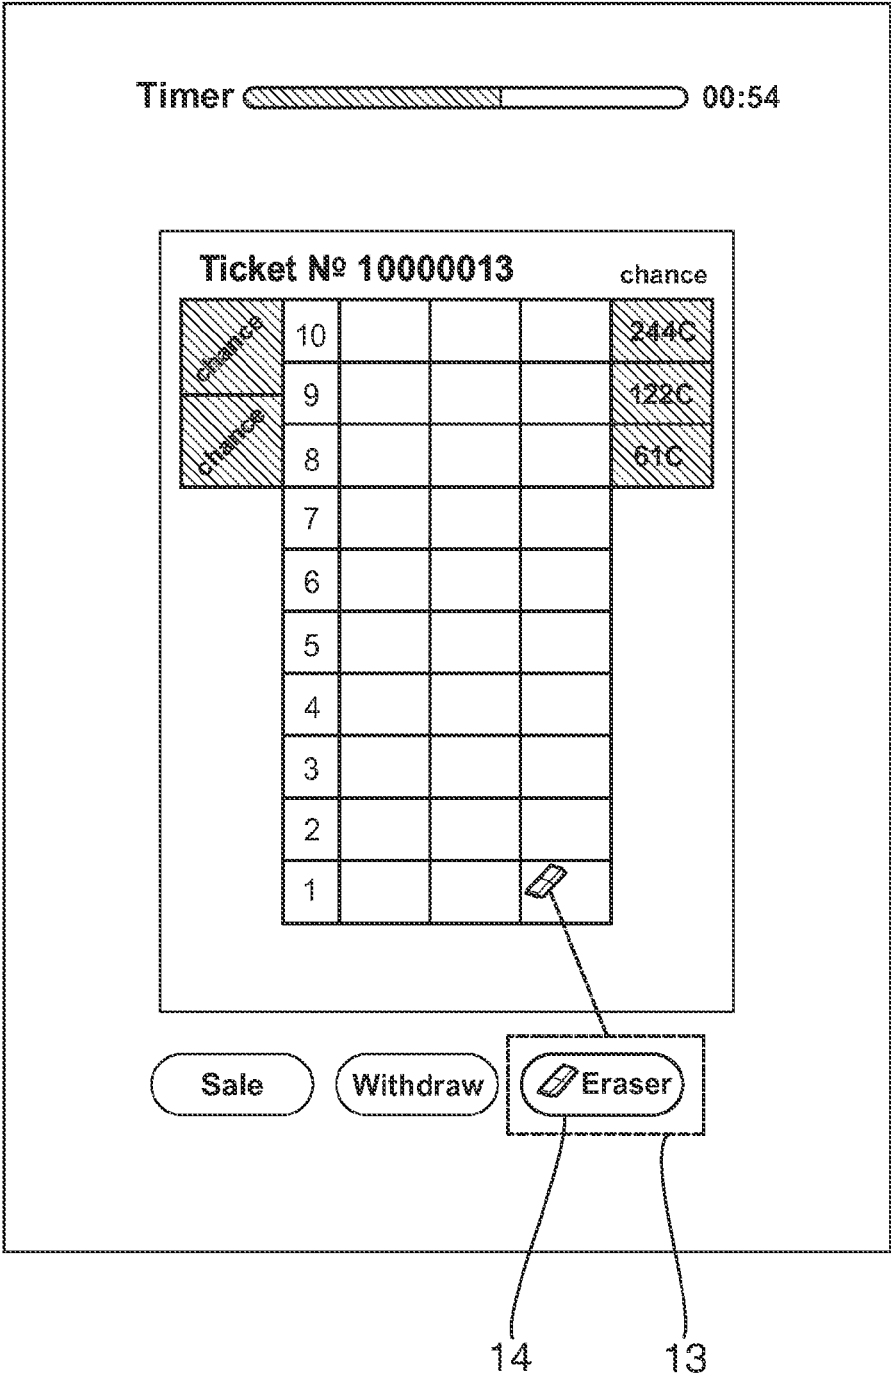 Timer 00:54
Ticket № 10000013
chance
chance 10 244C
9 122C
chance 8 61C
7
6
5
4
3
2
1
Sale Withdraw Eraser
14 13